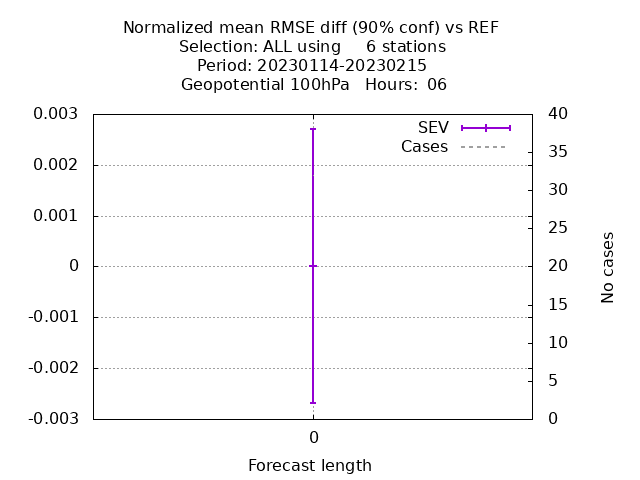 Normalized mean RMSE diff (90% conf) vs REF
Selection: ALL using     6 stations
Period: 20230114-20230215
Geopotential 100hPa   Hours:  06
SEV
Cases
0.003
0.002
0.001
0
-0.001
-0.002
-0.003
40
35
30
25
20
15
10
5
0
No cases
0
Forecast length